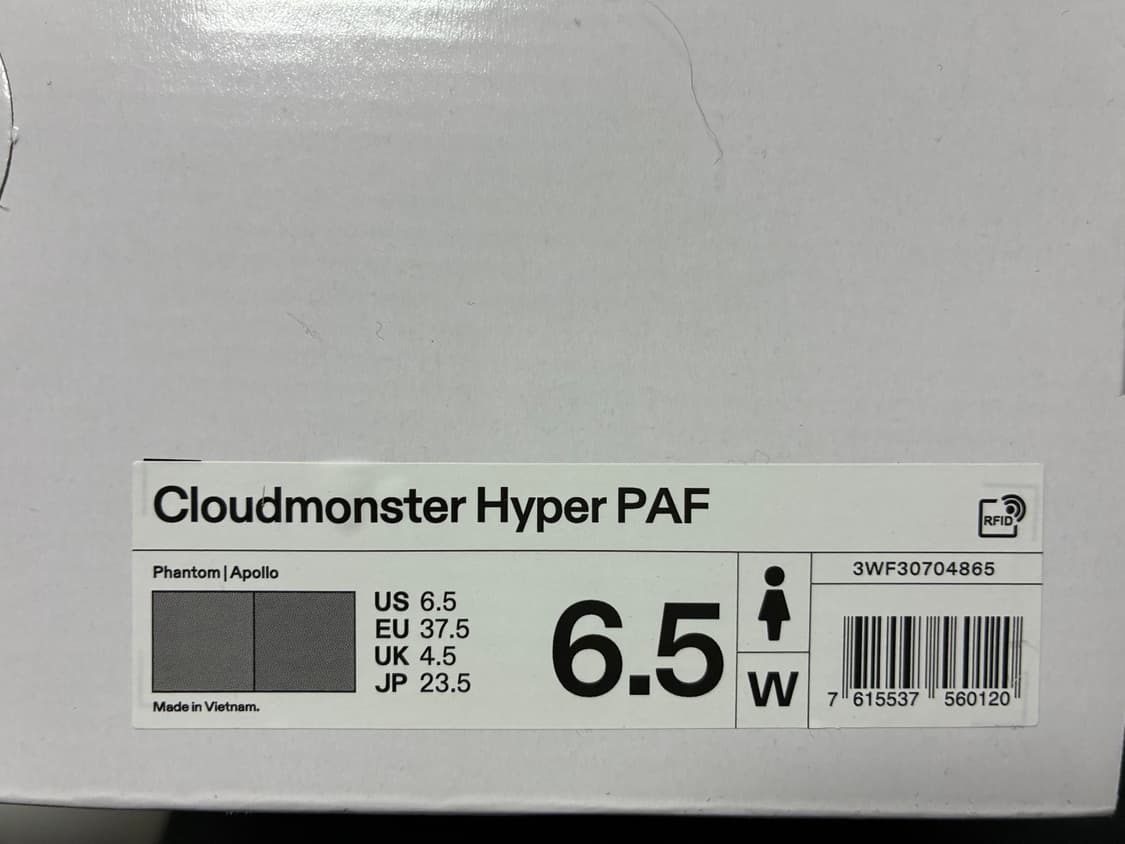 Cloudmonster Hyper PAF
RFID
Phantom | Apollo
US 6.5
EU 37.5
UK 4.5
JP 23.5
Made in Vietnam.
6.5
W
3WF30704865
7 615537 560120